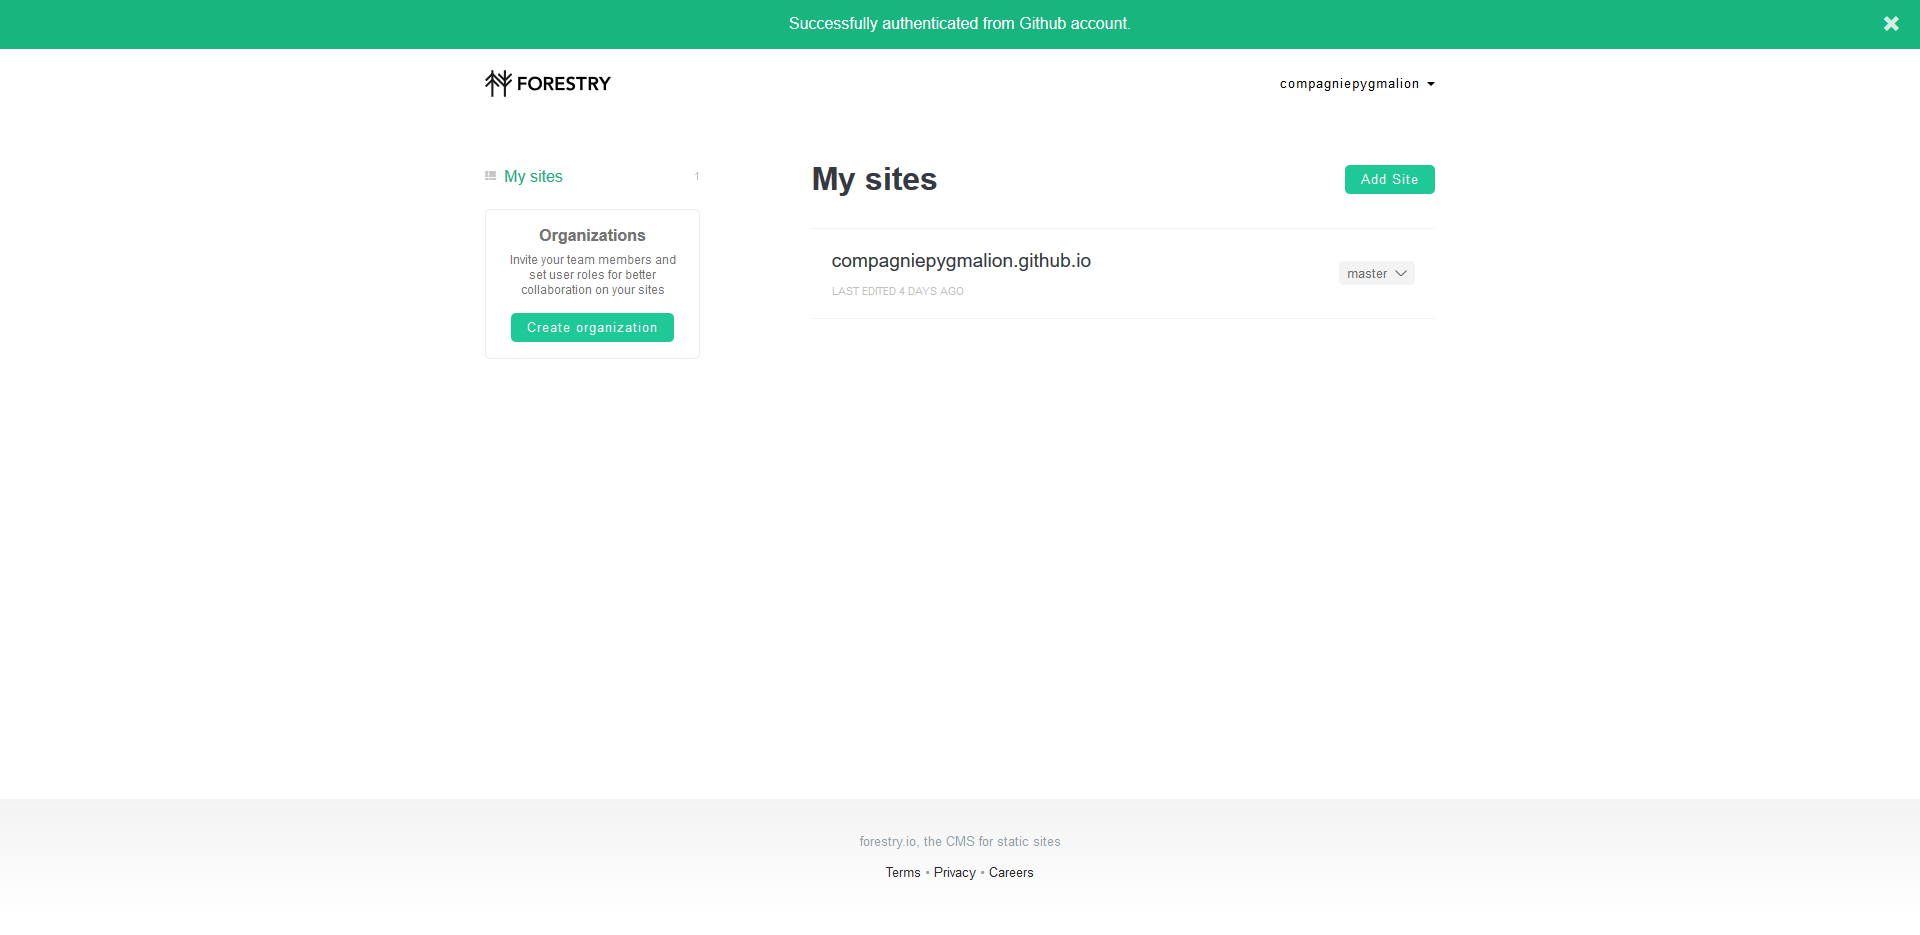 Successfully authenticated from Github account.
FORESTRY
compagniepygmalion
My sites
1
Organizations
Invite your team members and
set user roles for better
collaboration on your sites
Create organization
My sites
Add Site
compagniepygmalion.github.io
LAST EDITED 4 DAYS AGO
master
forestry.io, the CMS for static sites
Terms • Privacy • Careers